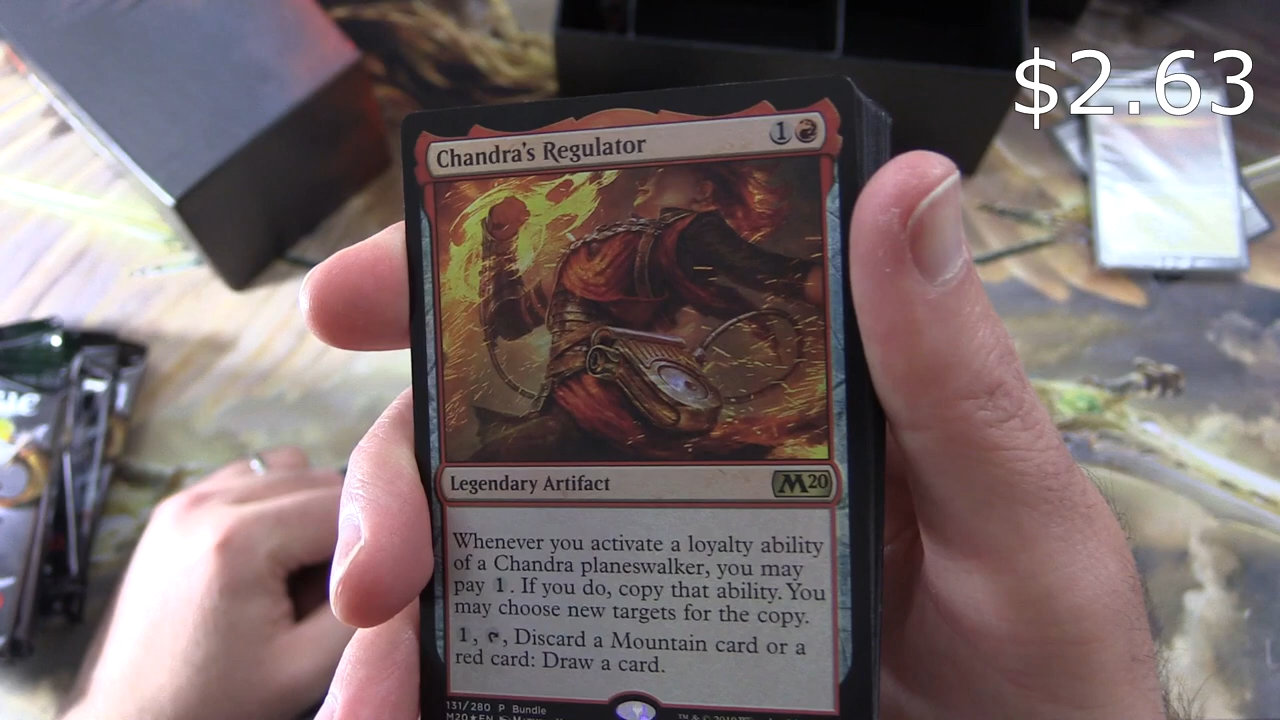 $2.63
Chandra's Regulator 1
Legendary Artifact M20
Whenever you activate a loyalty ability
of a Chandra planeswalker, you may
pay 1. If you do, copy that ability. You
may choose new targets for the copy.
1, , Discard a Mountain card or a
red card: Draw a card.
131/280 P Bundle
M20★EN